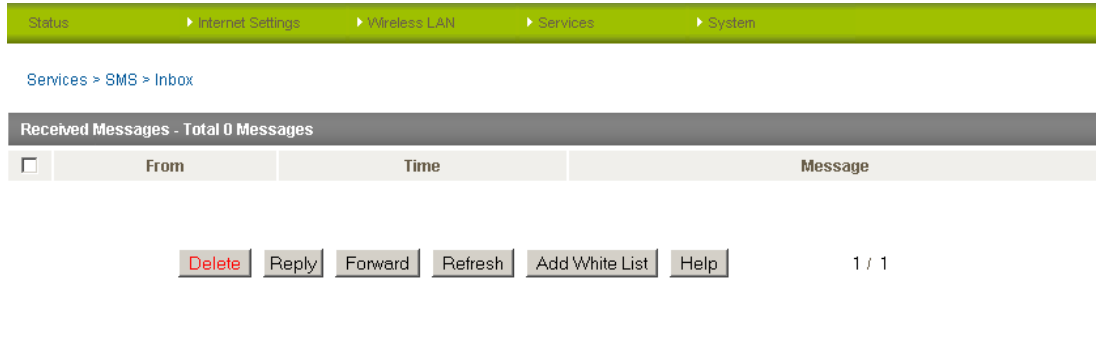 Status Internet Settings Wireless LAN Services System
Services > SMS > Inbox
Received Messages - Total 0 Messages
From Time Message
Delete Reply Forward Refresh Add White List Help 1 / 1